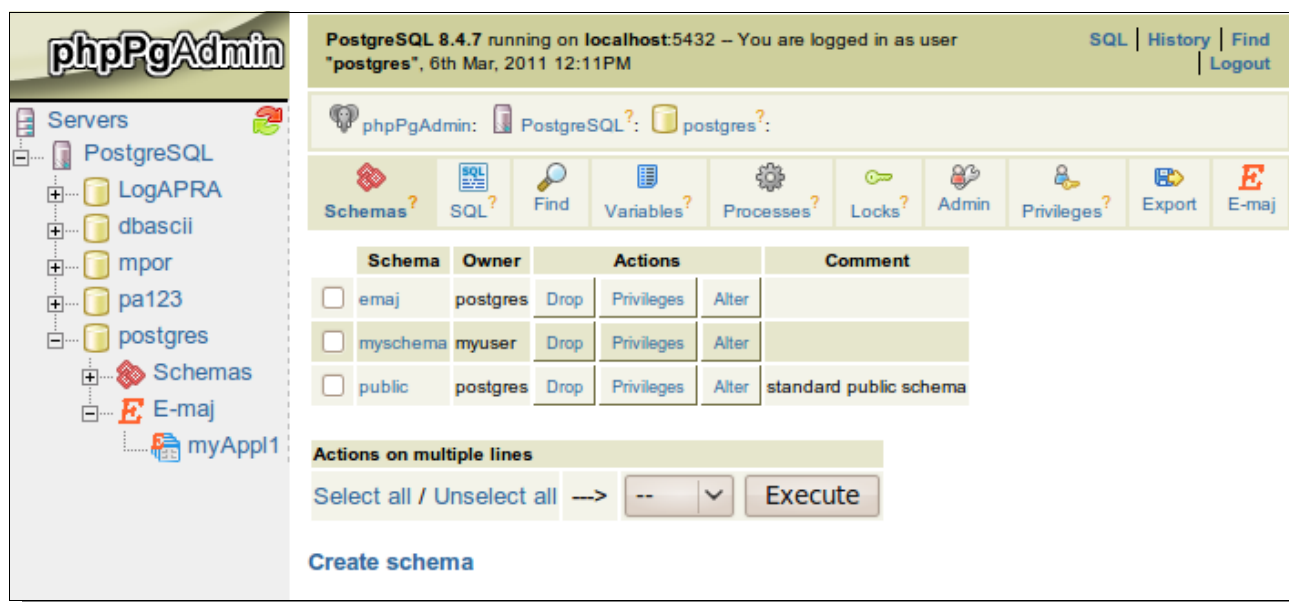 phpPgAdmin
Servers
PostgreSQL
LogAPRA
dbascii
mpor
pa123
postgres
Schemas
E-maj
myAppl1
PostgreSQL 8.4.7 running on localhost:5432 -- You are logged in as user
"postgres", 6th Mar, 2011 12:11PM
SQL | History | Find
| Logout
phpPgAdmin: PostgreSQL?: postgres?:
Schemas? SQL? Find Variables? Processes? Locks? Admin Privileges? Export E-maj
Schema Owner Actions Comment
emaj postgres Drop Privileges Alter
myschema myuser Drop Privileges Alter
public postgres Drop Privileges Alter standard public schema
Actions on multiple lines
Select all / Unselect all ---> -- Execute
Create schema